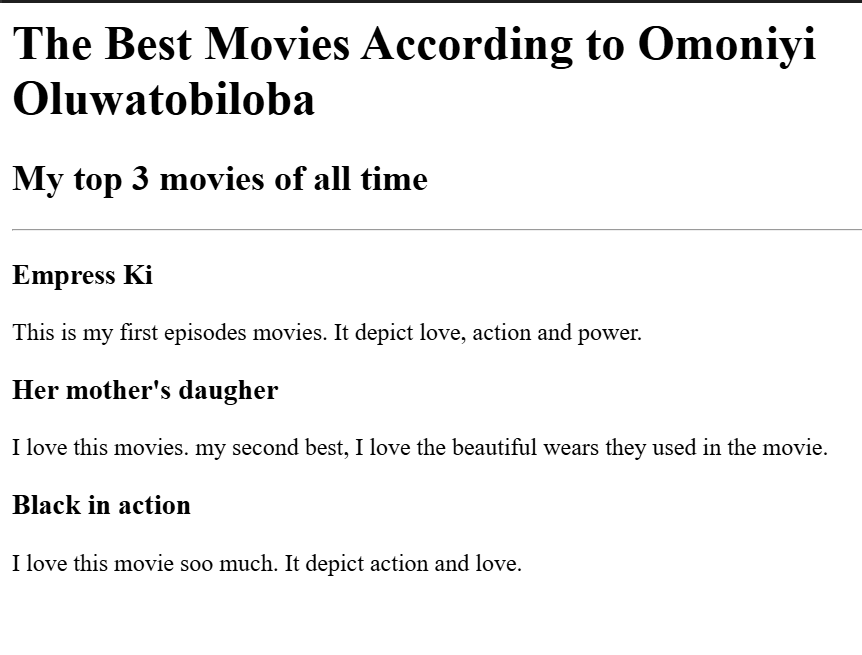 The Best Movies According to Omoniyi
Oluwatobiloba
My top 3 movies of all time
Empress Ki
This is my first episodes movies. It depict love, action and power.
Her mother's daugher
I love this movies. my second best, I love the beautiful wears they used in the movie.
Black in action
I love this movie soo much. It depict action and love.